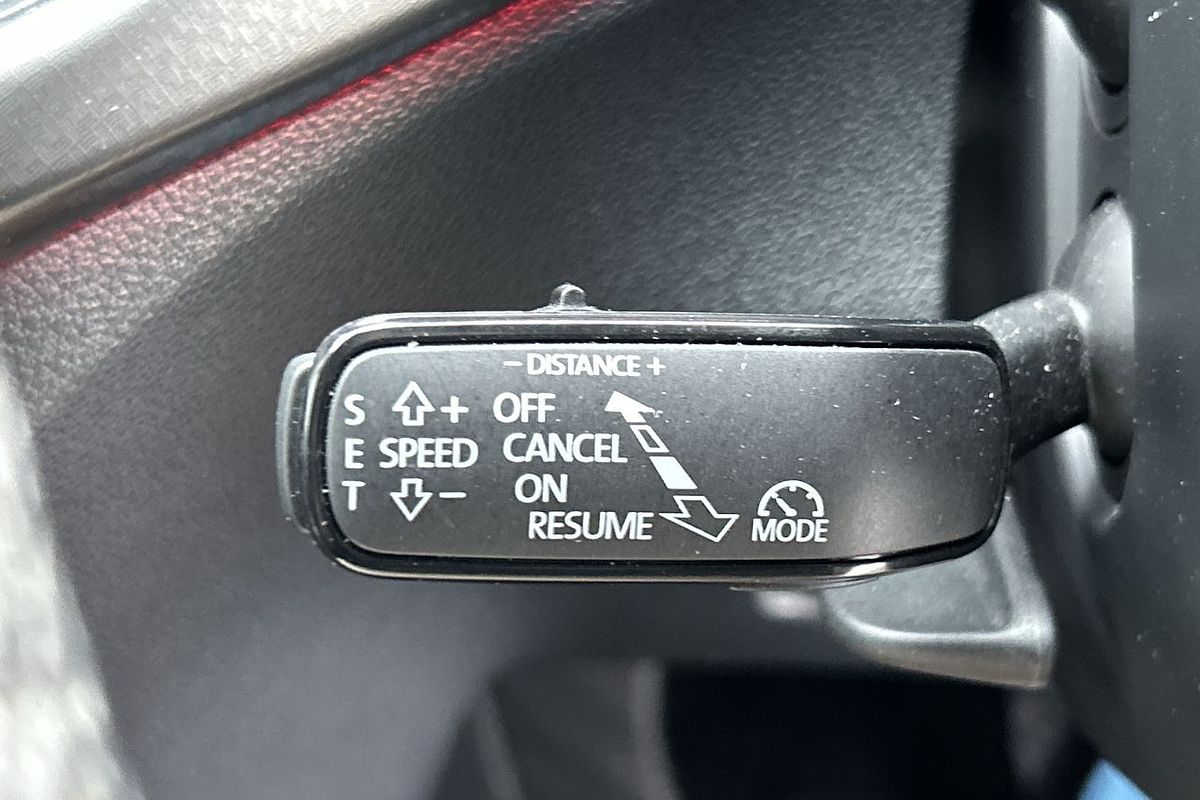 – DISTANCE +
S + OFF
E SPEED CANCEL
T – ON
RESUME
MODE